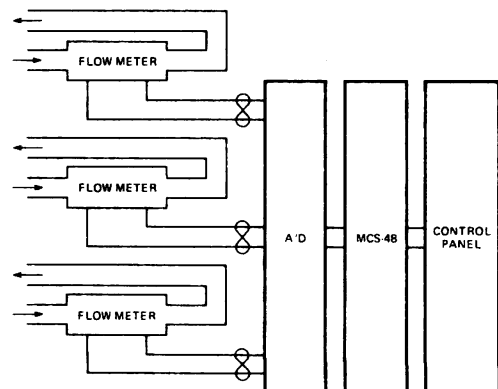 FLOW METER
FLOW METER
A'D
MCS-48
CONTROL
PANEL
FLOW METER